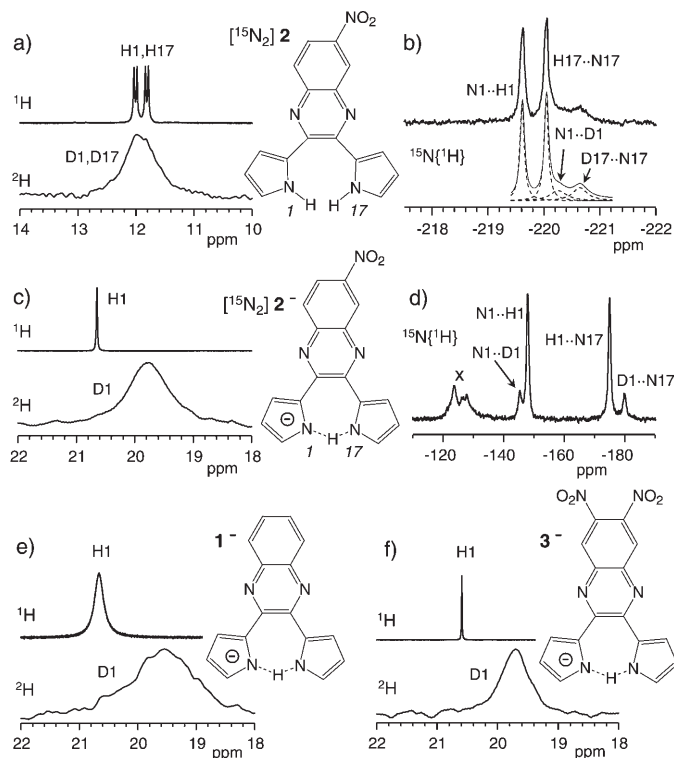 a)
H1,H17
¹H
D1,D17
²H
14 13 12 11 10
ppm
[¹⁵N₂] 2
NO₂
N N
N N
1 H H 17
b)
N1··H1
H17··N17
N1··D1
D17··N17
¹⁵N{¹H}
-218 -219 -220 -221 -222
ppm
c)
H1
¹H
D1
²H
22 21 20 19 18
ppm
[¹⁵N₂] 2⁻
NO₂
N N
⊖ N H N
1 17
d)
N1··H1
¹⁵N{¹H}
H1··N17
N1··D1
D1··N17
x
-120 -140 -160 -180
ppm
e)
H1
¹H
D1
²H
22 21 20 19 18
ppm
1⁻
N N
⊖ N H N
f)
H1
¹H
D1
²H
22 21 20 19 18
ppm
3⁻
O₂N NO₂
N N
⊖ N H N